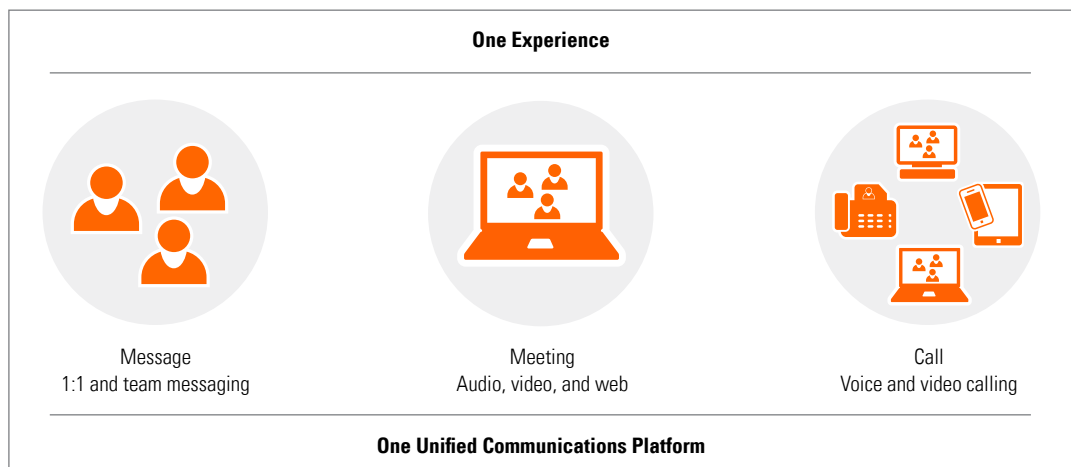 One Experience
Message
1:1 and team messaging
Meeting
Audio, video, and web
Call
Voice and video calling
One Unified Communications Platform